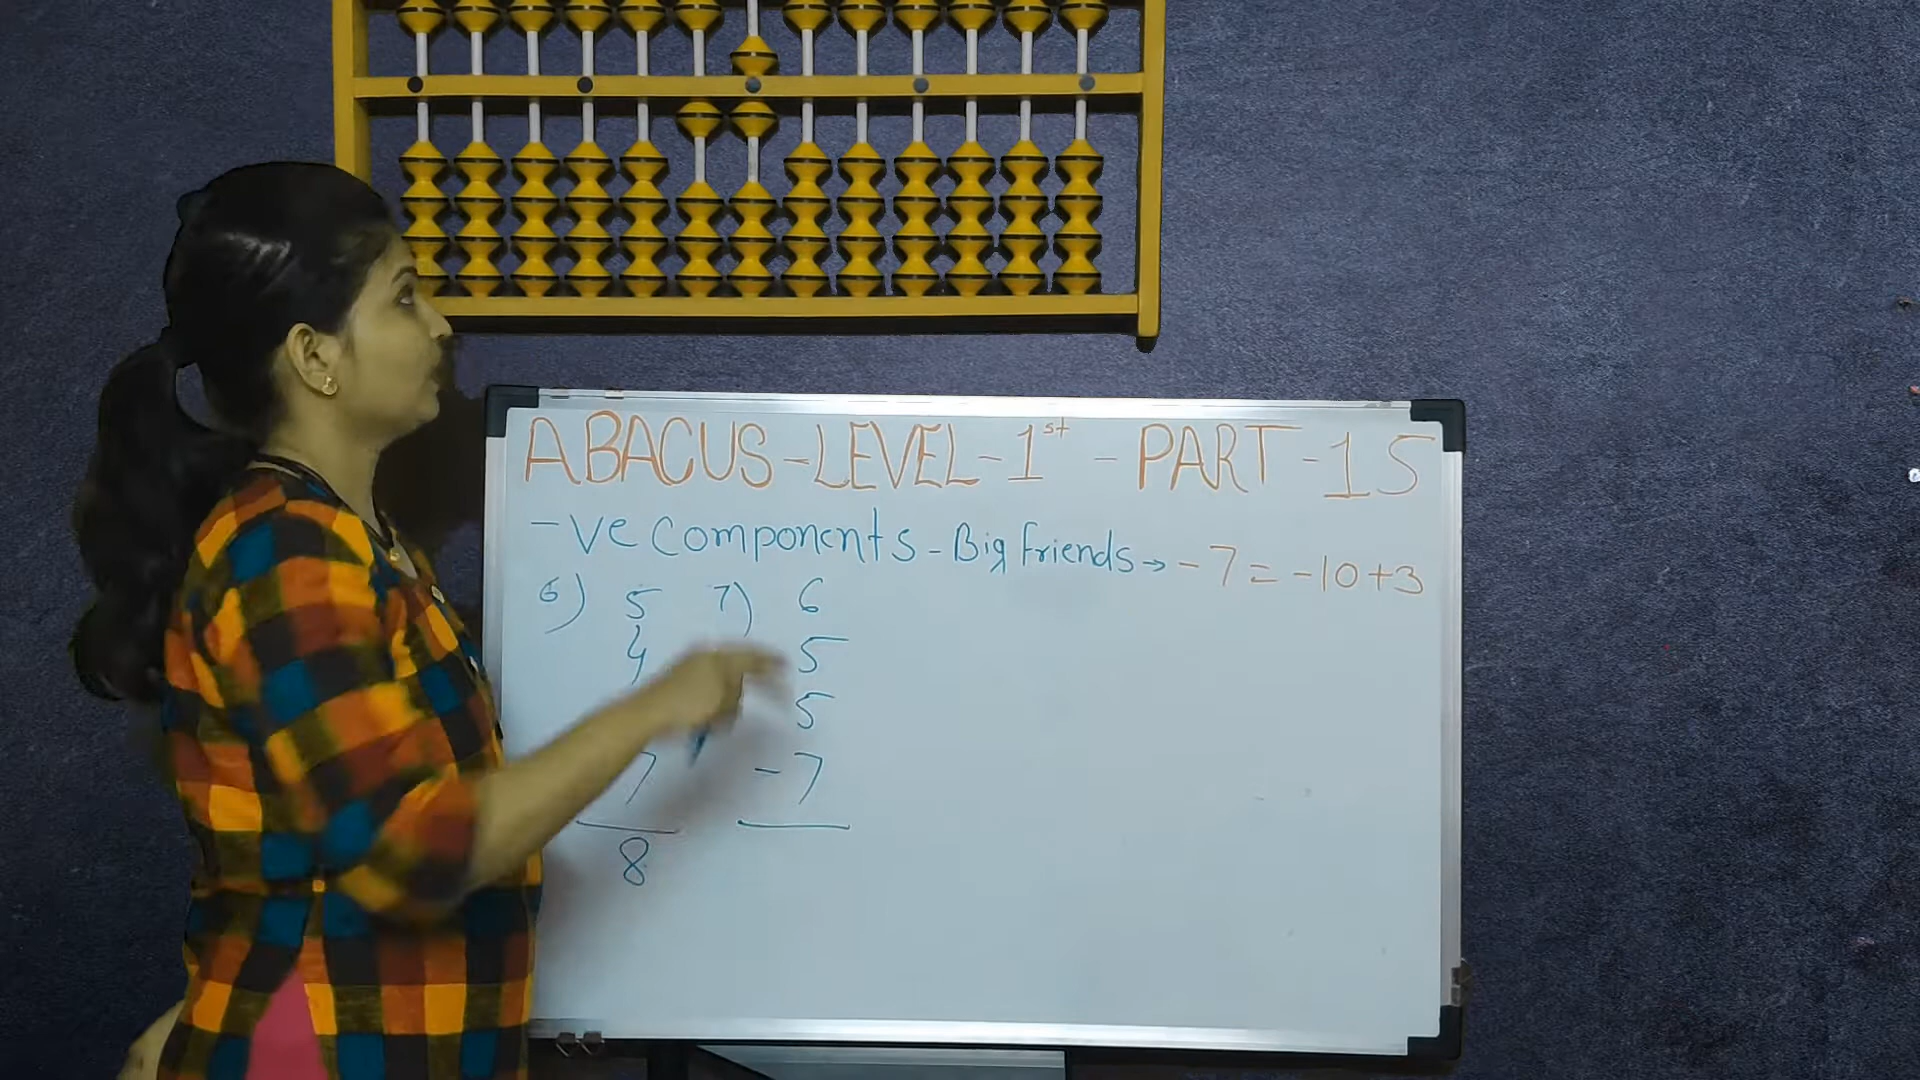 ABACUS-LEVEL-1st - PART-15
-ve components - Big friends → -7 = -10+3
6) 5 7) 6
4 5
5
7 -7
8